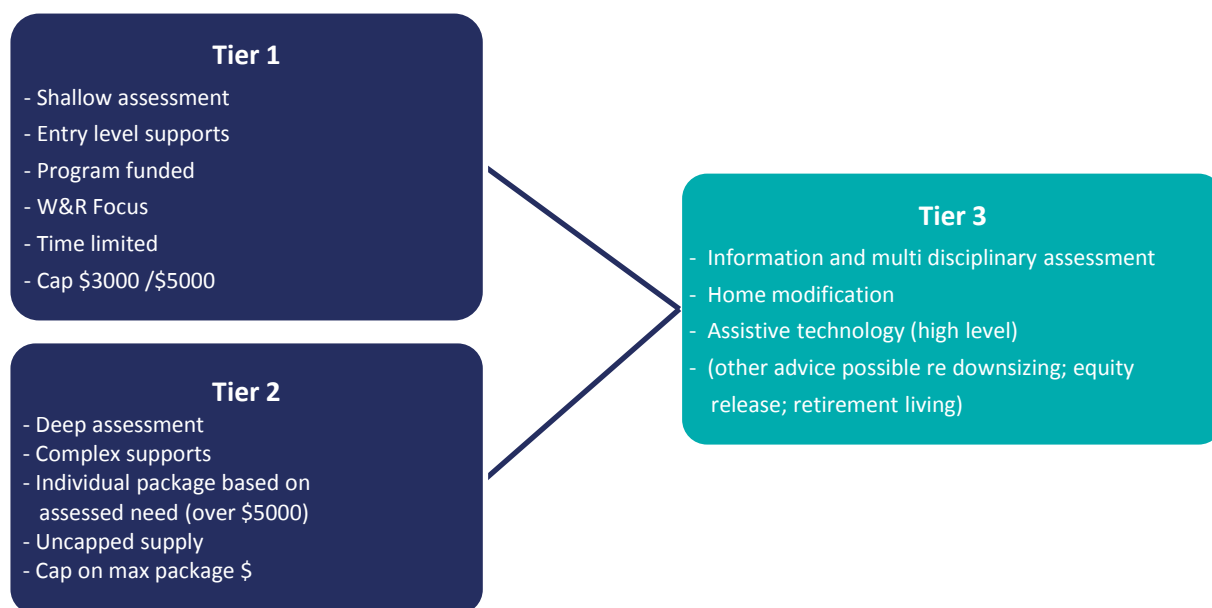 Tier 1
- Shallow assessment
- Entry level supports
- Program funded
- W&R Focus
- Time limited
- Cap $3000 /$5000
Tier 2
- Deep assessment
- Complex supports
- Individual package based on
assessed need (over $5000)
- Uncapped supply
- Cap on max package $
Tier 3
- Information and multi disciplinary assessment
- Home modification
- Assistive technology (high level)
- (other advice possible re downsizing; equity
release; retirement living)